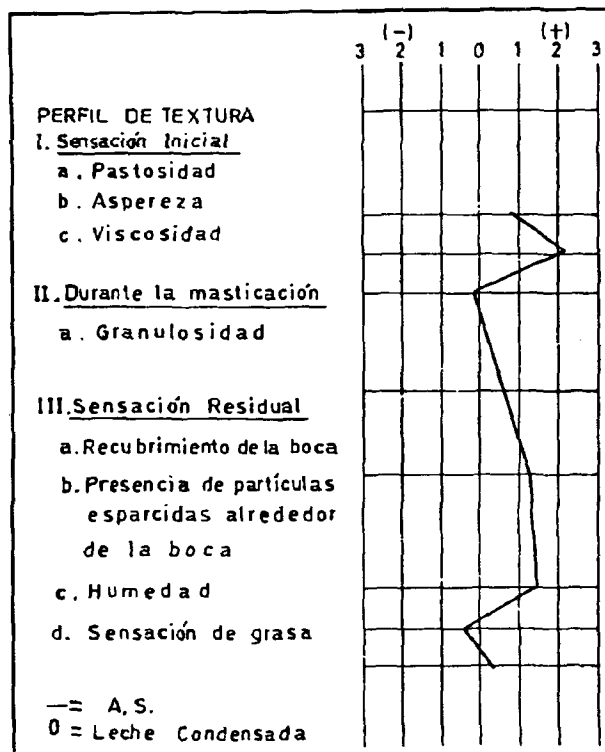 (-) (+)
3 2 1 0 1 2 3
PERFIL DE TEXTURA
I. Sensación Inicial
a. Pastosidad
b. Aspereza
c. Viscosidad
II. Durante la masticación
a. Granulosidad
III. Sensación Residual
a. Recubrimiento de la boca
b. Presencia de partículas
esparcidas alrededor
de la boca
c. Humedad
d. Sensación de grasa
—= A, S.
0 = Leche Condensada